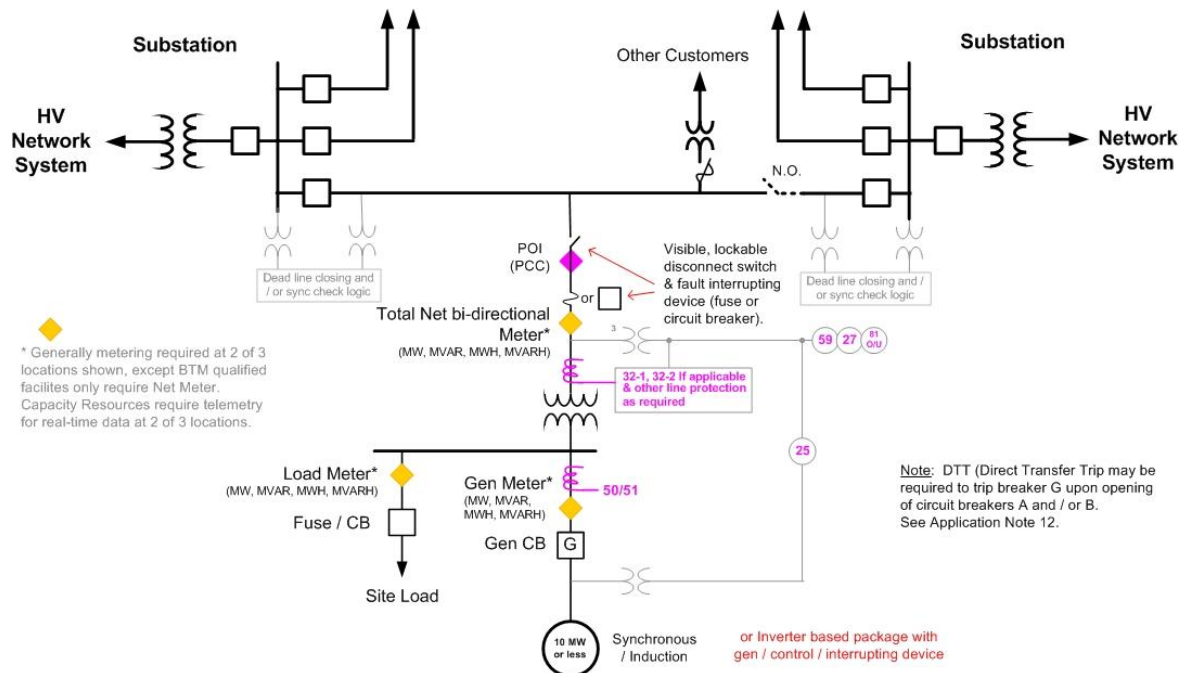 Substation
Substation
Other Customers
HV
Network
System
HV
Network
System
N.O.
POI
(PCC)
Visible, lockable
disconnect switch
& fault interrupting
device (fuse or
circuit breaker).
Dead line closing and
/ or sync check logic
Dead line closing and /
or sync check logic
or
Total Net bi-directional
Meter*
(MW, MVAR, MWH, MVARH)
3
59
27
81
O/U
* Generally metering required at 2 of 3
locations shown, except BTM qualified
facilites only require Net Meter.
Capacity Resources require telemetry
for real-time data at 2 of 3 locations.
32-1, 32-2 If applicable
& other line protection
as required
25
Load Meter*
(MW, MVAR, MWH, MVARH)
Gen Meter*
(MW, MVAR,
MWH, MVARH)
50/51
Note: DTT (Direct Transfer Trip may be
required to trip breaker G upon opening
of circuit breakers A and / or B.
See Application Note 12.
Fuse / CB
Gen CB
G
Site Load
10 MW
or less
Synchronous
/ Induction
or Inverter based package with
gen / control / interrupting device